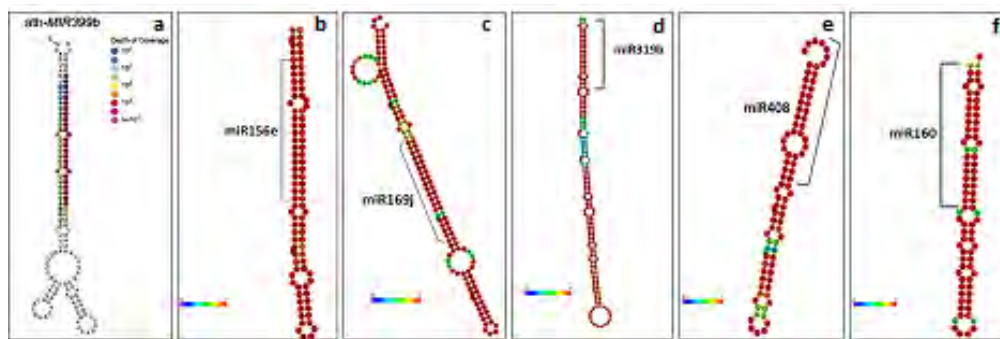 a
ath-MIR399b
Depth of Coverage
b
miR156e
c
miR169j
d
miR319b
e
miR408
f
miR160